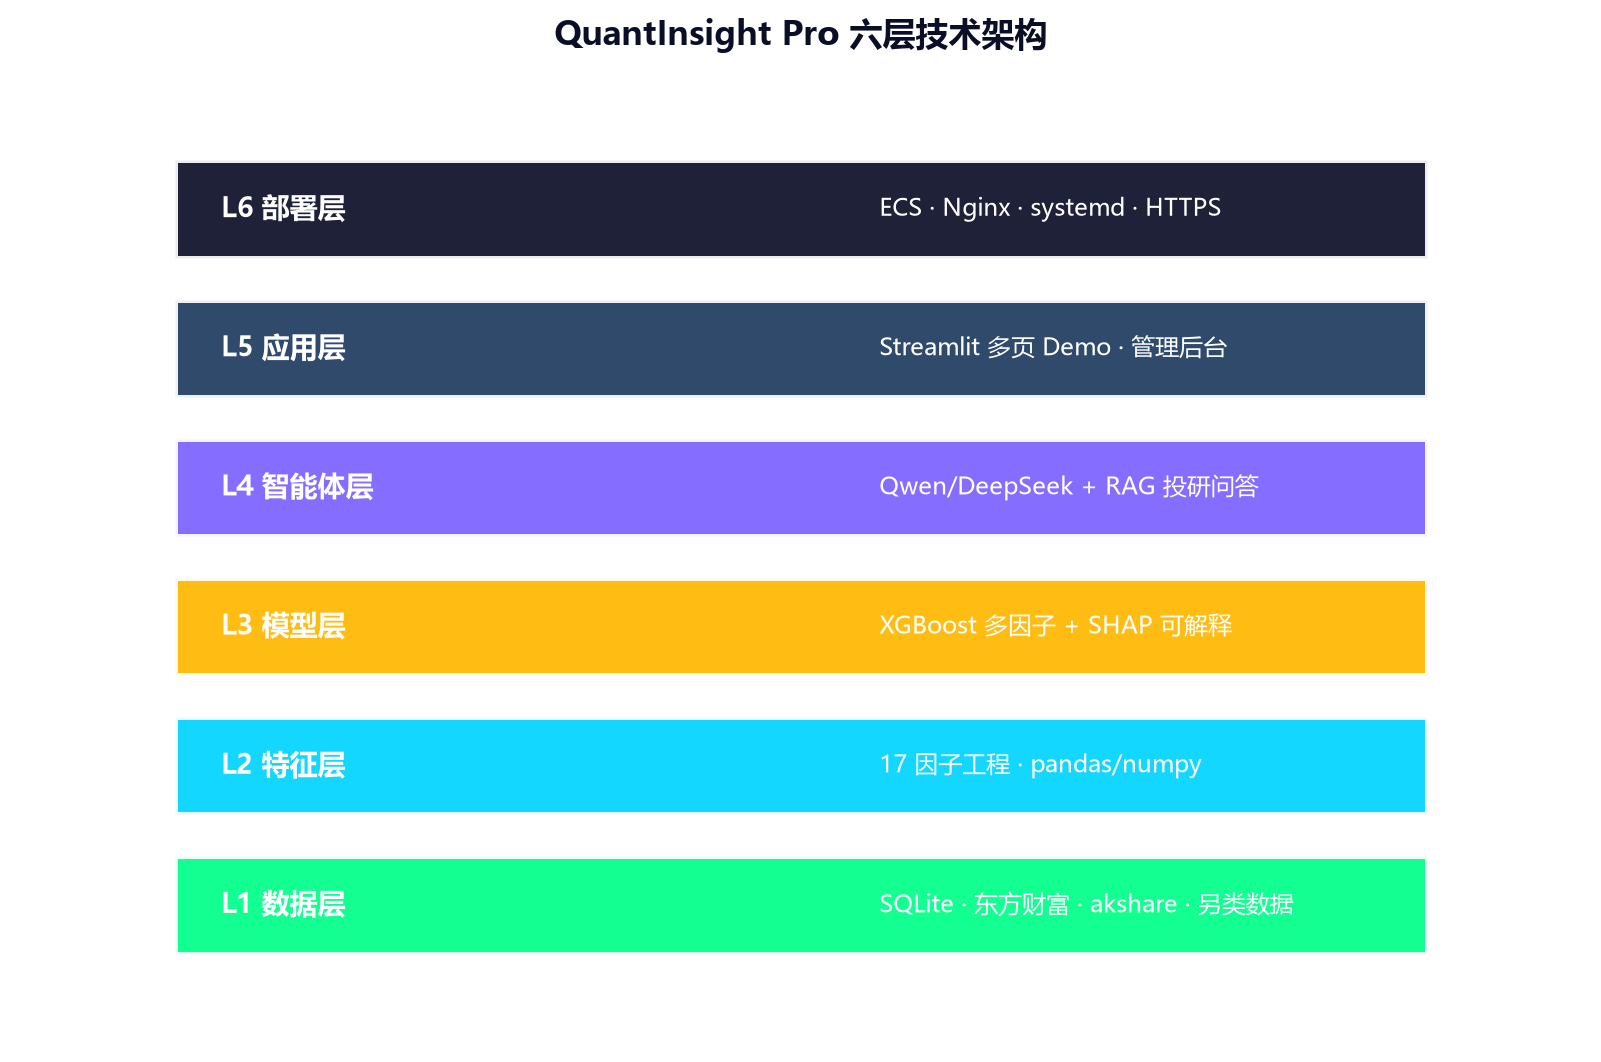 QuantInsight Pro 六层技术架构
L6 部署层 ECS · Nginx · systemd · HTTPS
L5 应用层 Streamlit 多页 Demo · 管理后台
L4 智能体层 Qwen/DeepSeek + RAG 投研问答
L3 模型层 XGBoost 多因子 + SHAP 可解释
L2 特征层 17 因子工程 · pandas/numpy
L1 数据层 SQLite · 东方财富 · akshare · 另类数据